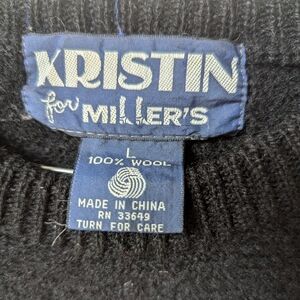 KRISTIN
for MILLER'S
L
100% WOOL
MADE IN CHINA
RN 33649
TURN FOR CARE